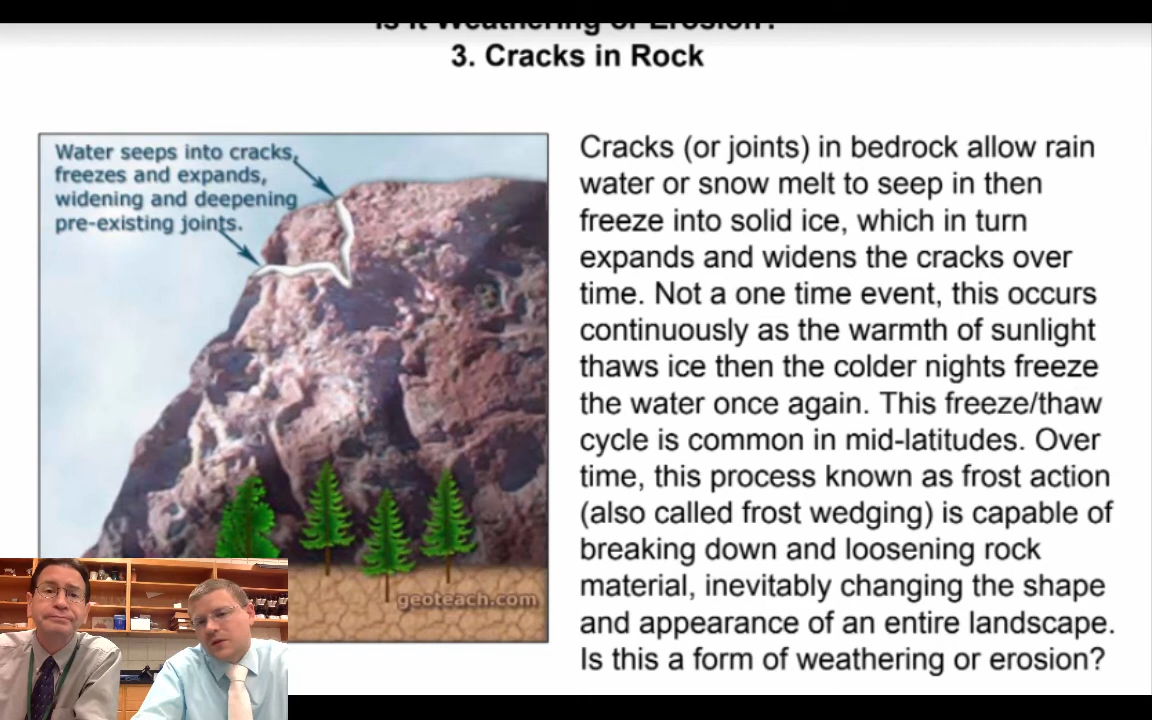 Is It Weathering or Erosion?
3. Cracks in Rock
Water seeps into cracks,
freezes and expands,
widening and deepening
pre-existing joints.
geoteach.com
Cracks (or joints) in bedrock allow rain
water or snow melt to seep in then
freeze into solid ice, which in turn
expands and widens the cracks over
time. Not a one time event, this occurs
continuously as the warmth of sunlight
thaws ice then the colder nights freeze
the water once again. This freeze/thaw
cycle is common in mid-latitudes. Over
time, this process known as frost action
(also called frost wedging) is capable of
breaking down and loosening rock
material, inevitably changing the shape
and appearance of an entire landscape.
Is this a form of weathering or erosion?